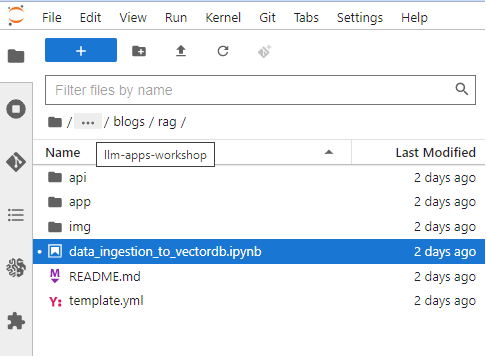 File Edit View Run Kernel Git Tabs Settings Help
+
Filter files by name
/ ... / blogs / rag /
Name Last Modified
llm-apps-workshop
api 2 days ago
app 2 days ago
img 2 days ago
data_ingestion_to_vectordb.ipynb 2 days ago
M README.md 2 days ago
Y: template.yml 2 days ago